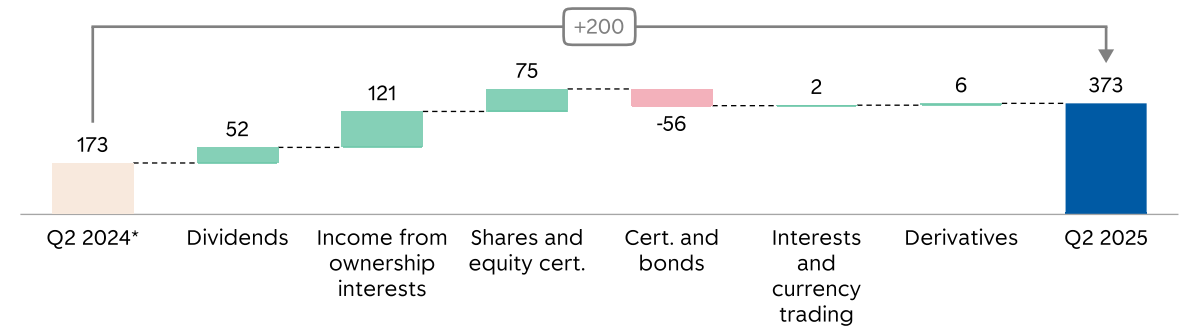 +200
173
52
121
75
-56
2
6
373
Q2 2024*
Dividends
Income from
ownership
interests
Shares and
equity cert.
Cert. and
bonds
Interests
and
currency
trading
Derivatives
Q2 2025